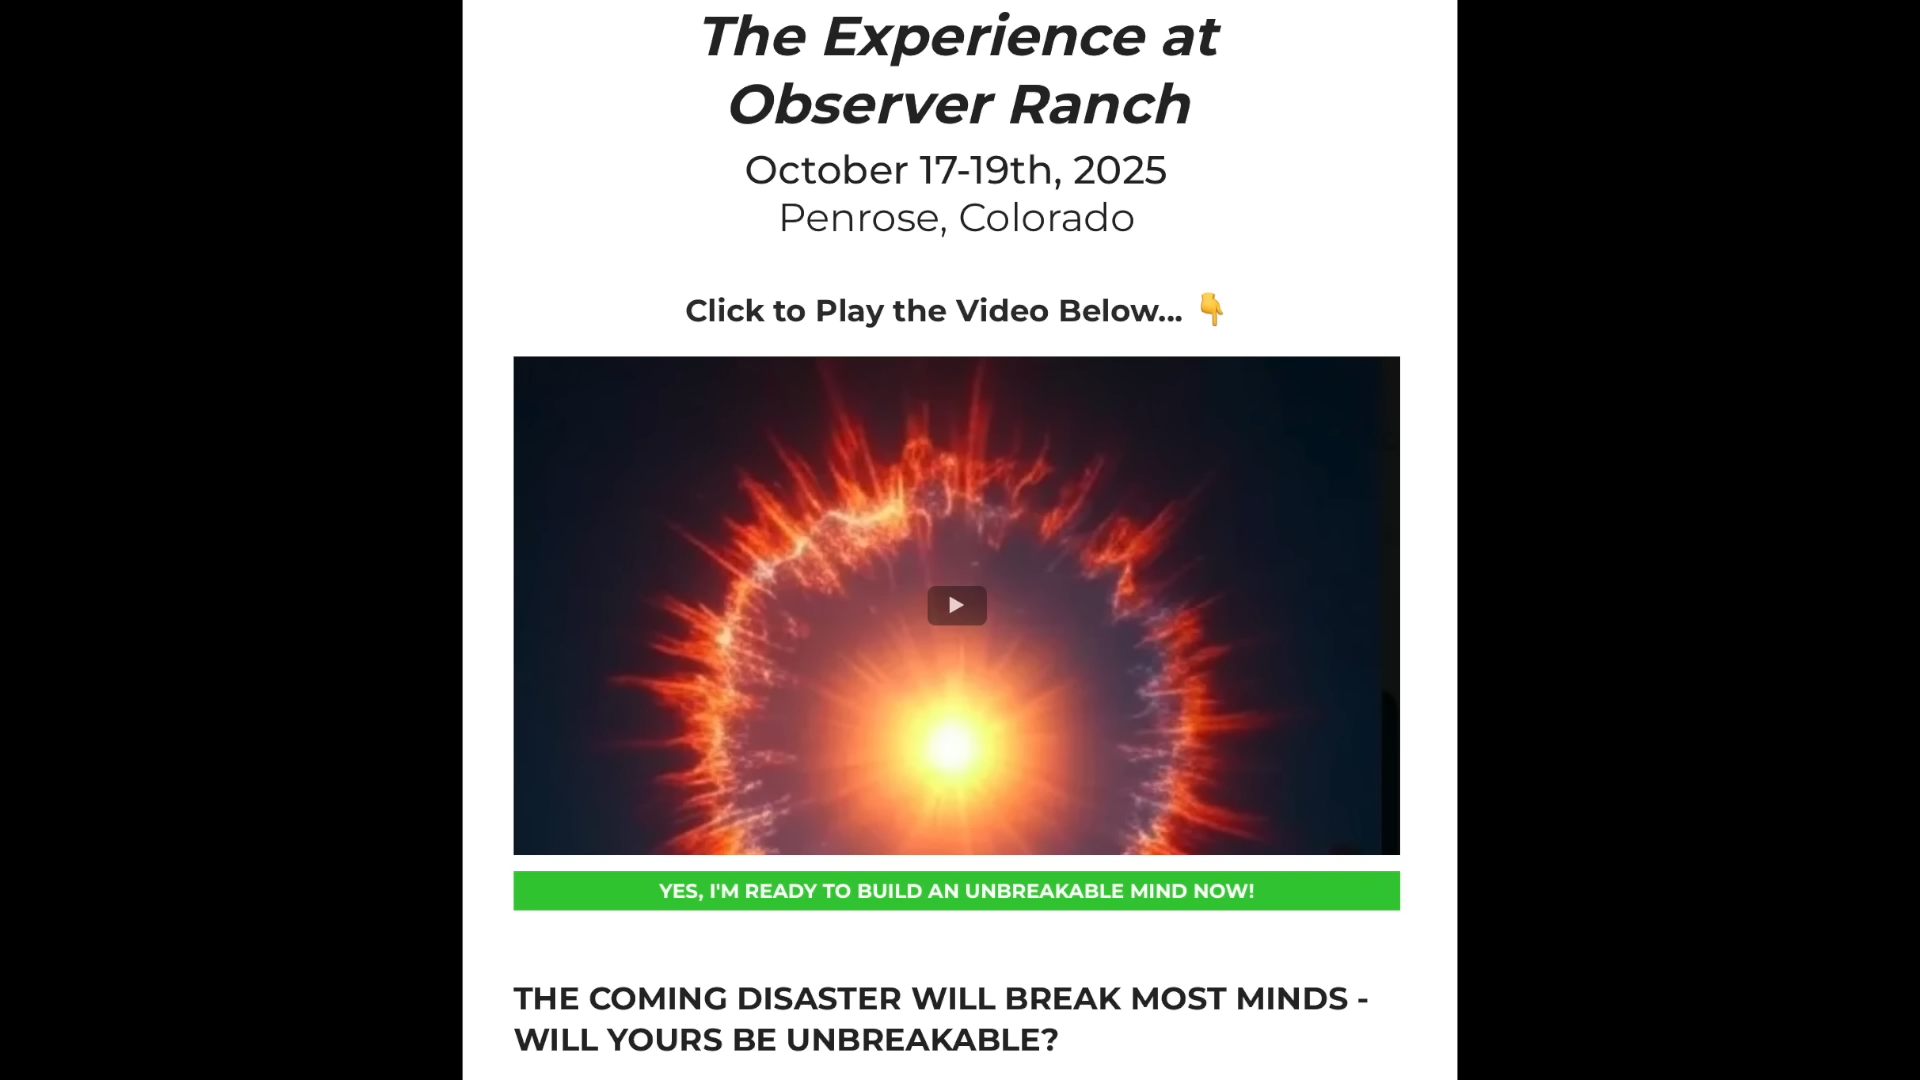 The Experience at
Observer Ranch
October 17-19th, 2025
Penrose, Colorado
Click to Play the Video Below... 👇
YES, I'M READY TO BUILD AN UNBREAKABLE MIND NOW!
THE COMING DISASTER WILL BREAK MOST MINDS -
WILL YOURS BE UNBREAKABLE?